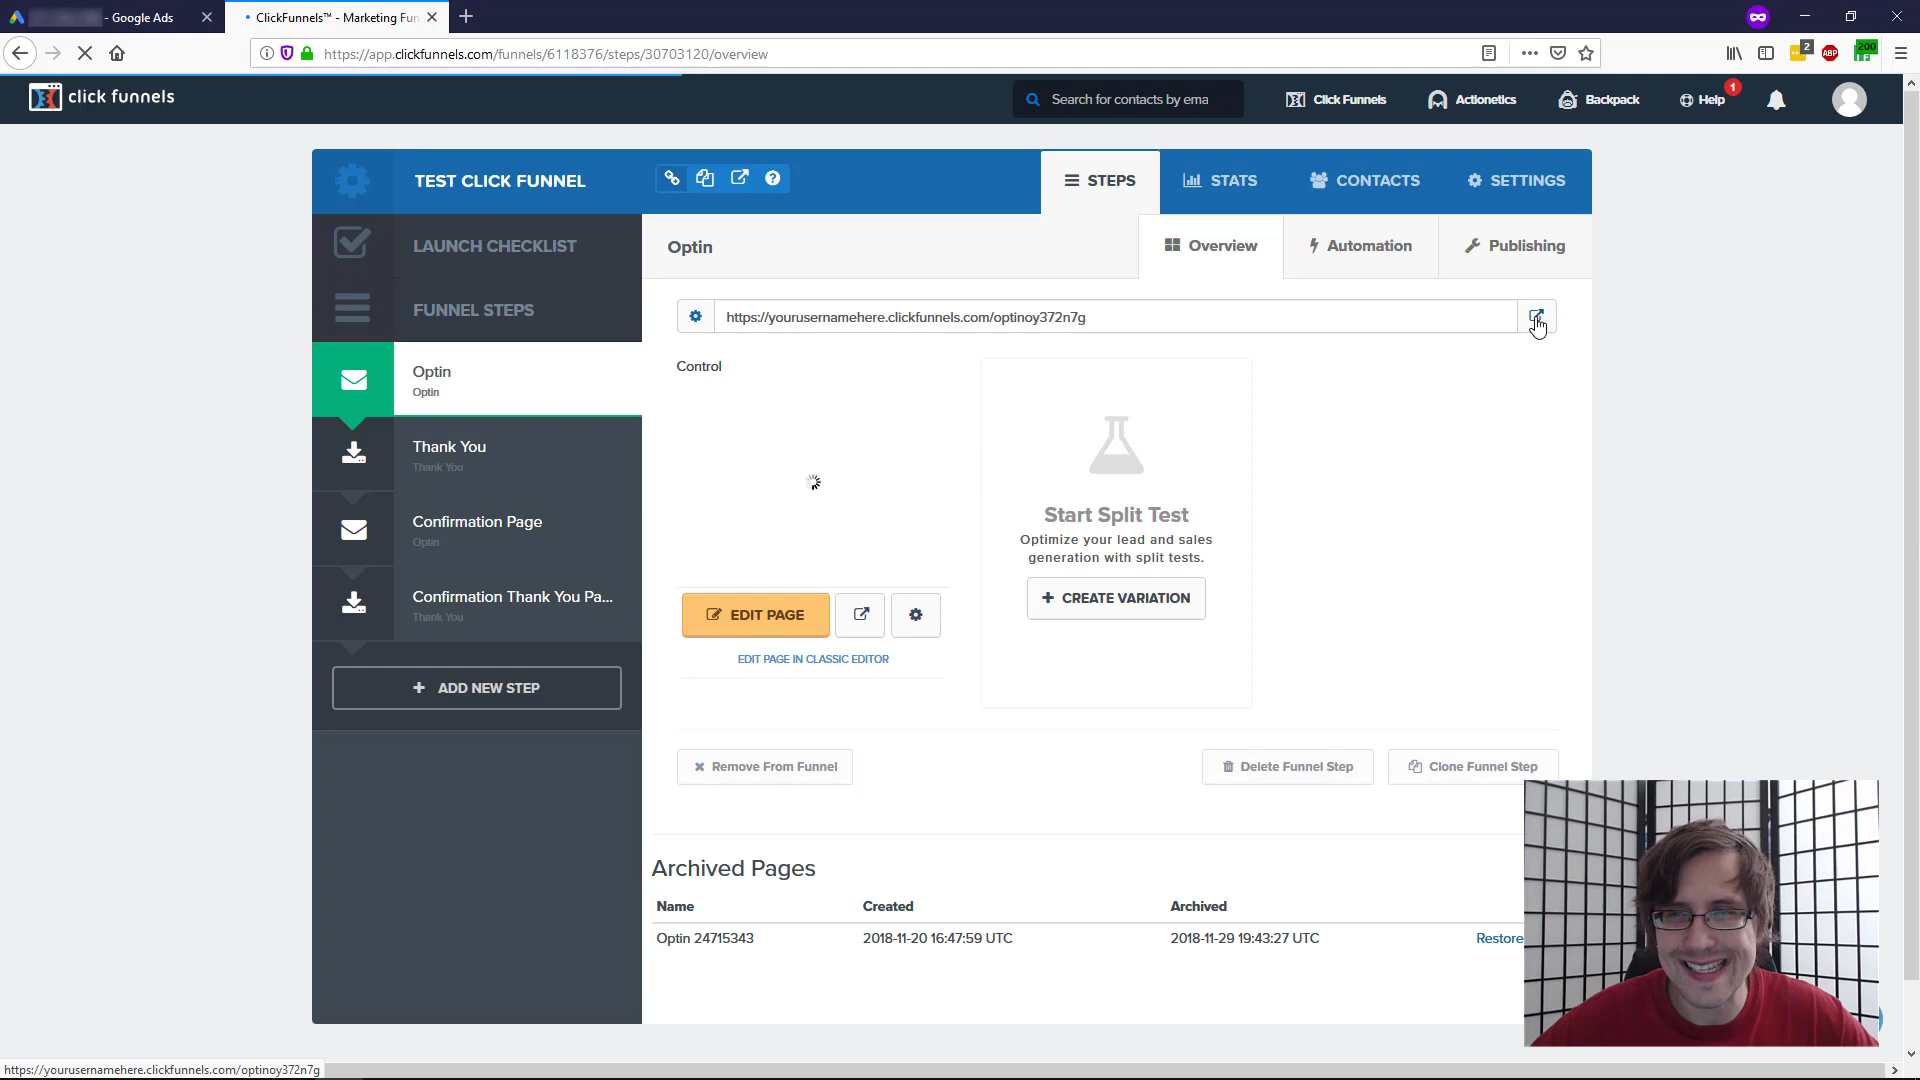 - Google Ads
ClickFunnels™ - Marketing Fun
https://app.clickfunnels.com/funnels/6118376/steps/30703120/overview
2
ABP
200
click funnels
Search for contacts by ema
Click Funnels
Actionetics
Backpack
Help
1
TEST CLICK FUNNEL
STEPS
STATS
CONTACTS
SETTINGS
LAUNCH CHECKLIST
Optin
Overview
Automation
Publishing
FUNNEL STEPS
https://yourusernamehere.clickfunnels.com/optinoy372n7g
Optin
Optin
Control
Thank You
Thank You
Confirmation Page
Optin
Confirmation Thank You Pa...
Thank You
ADD NEW STEP
Start Split Test
Optimize your lead and sales
generation with split tests.
CREATE VARIATION
EDIT PAGE
EDIT PAGE IN CLASSIC EDITOR
Remove From Funnel
Delete Funnel Step
Clone Funnel Step
Archived Pages
Name Created Archived
Optin 24715343 2018-11-20 16:47:59 UTC 2018-11-29 19:43:27 UTC Restore
https://yourusernamehere.clickfunnels.com/optinoy372n7g